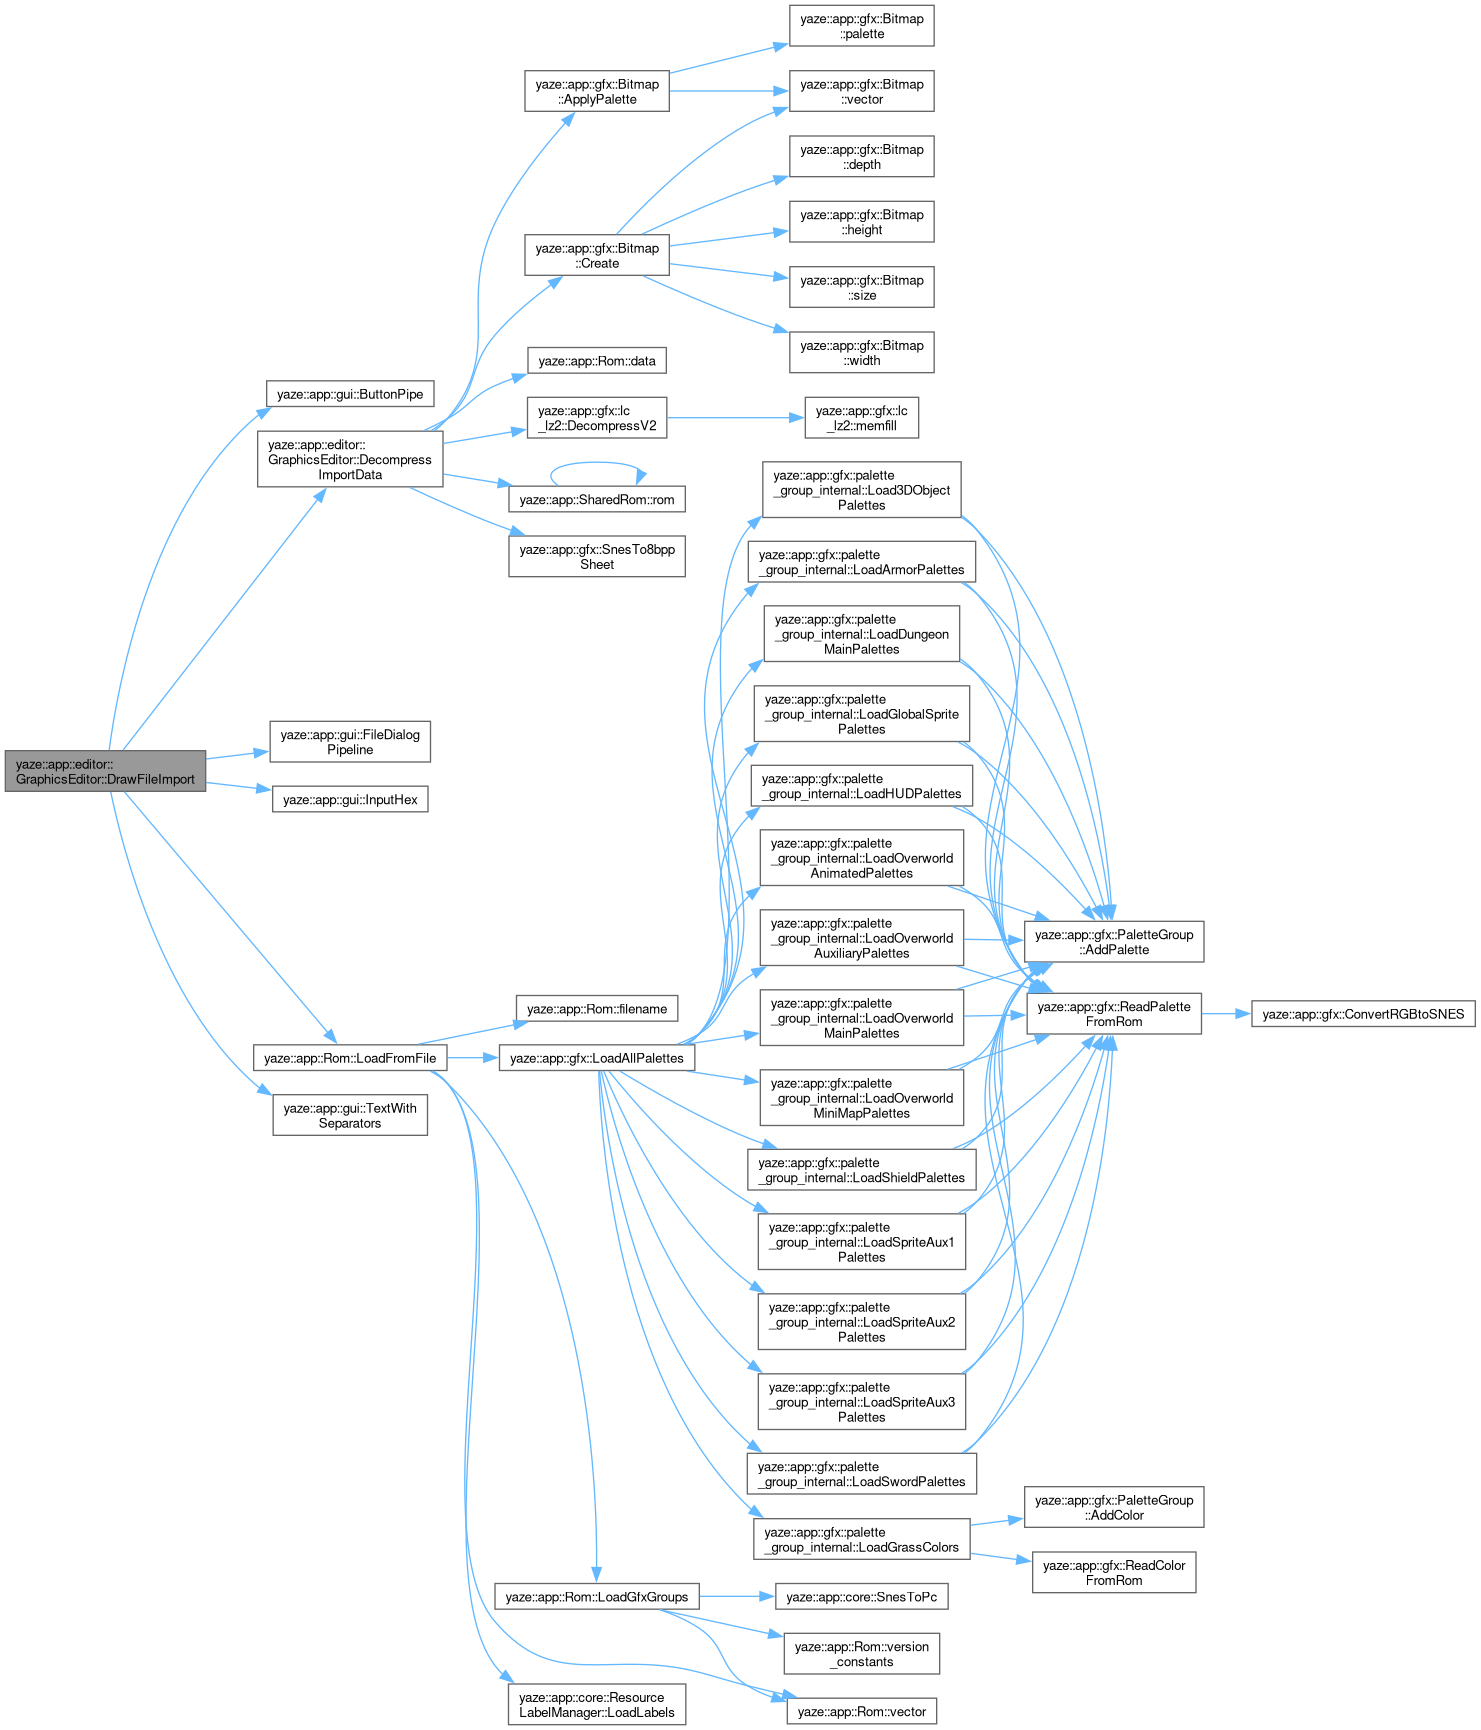 yaze::app::editor::
GraphicsEditor::DrawFileImport
yaze::app::gui::ButtonPipe
yaze::app::editor::
GraphicsEditor::Decompress
ImportData
yaze::app::gui::FileDialog
Pipeline
yaze::app::gui::InputHex
yaze::app::Rom::LoadFromFile
yaze::app::gui::TextWith
Separators
yaze::app::gfx::Bitmap
::ApplyPalette
yaze::app::gfx::Bitmap
::Create
yaze::app::Rom::data
yaze::app::gfx::lc
_lz2::DecompressV2
yaze::app::SharedRom::rom
yaze::app::gfx::SnesTo8bpp
Sheet
yaze::app::Rom::filename
yaze::app::gfx::LoadAllPalettes
yaze::app::Rom::LoadGfxGroups
yaze::app::core::Resource
LabelManager::LoadLabels
yaze::app::gfx::Bitmap
::palette
yaze::app::gfx::Bitmap
::vector
yaze::app::gfx::Bitmap
::depth
yaze::app::gfx::Bitmap
::height
yaze::app::gfx::Bitmap
::size
yaze::app::gfx::Bitmap
::width
yaze::app::gfx::lc
_lz2::memfill
yaze::app::gfx::palette
_group_internal::Load3DObject
Palettes
yaze::app::gfx::palette
_group_internal::LoadArmorPalettes
yaze::app::gfx::palette
_group_internal::LoadDungeon
MainPalettes
yaze::app::gfx::palette
_group_internal::LoadGlobalSprite
Palettes
yaze::app::gfx::palette
_group_internal::LoadHUDPalettes
yaze::app::gfx::palette
_group_internal::LoadOverworld
AnimatedPalettes
yaze::app::gfx::palette
_group_internal::LoadOverworld
AuxiliaryPalettes
yaze::app::gfx::palette
_group_internal::LoadOverworld
MainPalettes
yaze::app::gfx::palette
_group_internal::LoadOverworld
MiniMapPalettes
yaze::app::gfx::palette
_group_internal::LoadShieldPalettes
yaze::app::gfx::palette
_group_internal::LoadSpriteAux1
Palettes
yaze::app::gfx::palette
_group_internal::LoadSpriteAux2
Palettes
yaze::app::gfx::palette
_group_internal::LoadSpriteAux3
Palettes
yaze::app::gfx::palette
_group_internal::LoadSwordPalettes
yaze::app::gfx::palette
_group_internal::LoadGrassColors
yaze::app::core::SnesToPc
yaze::app::Rom::version
_constants
yaze::app::Rom::vector
yaze::app::gfx::PaletteGroup
::AddPalette
yaze::app::gfx::ReadPalette
FromRom
yaze::app::gfx::PaletteGroup
::AddColor
yaze::app::gfx::ReadColor
FromRom
yaze::app::gfx::ConvertRGBtoSNES